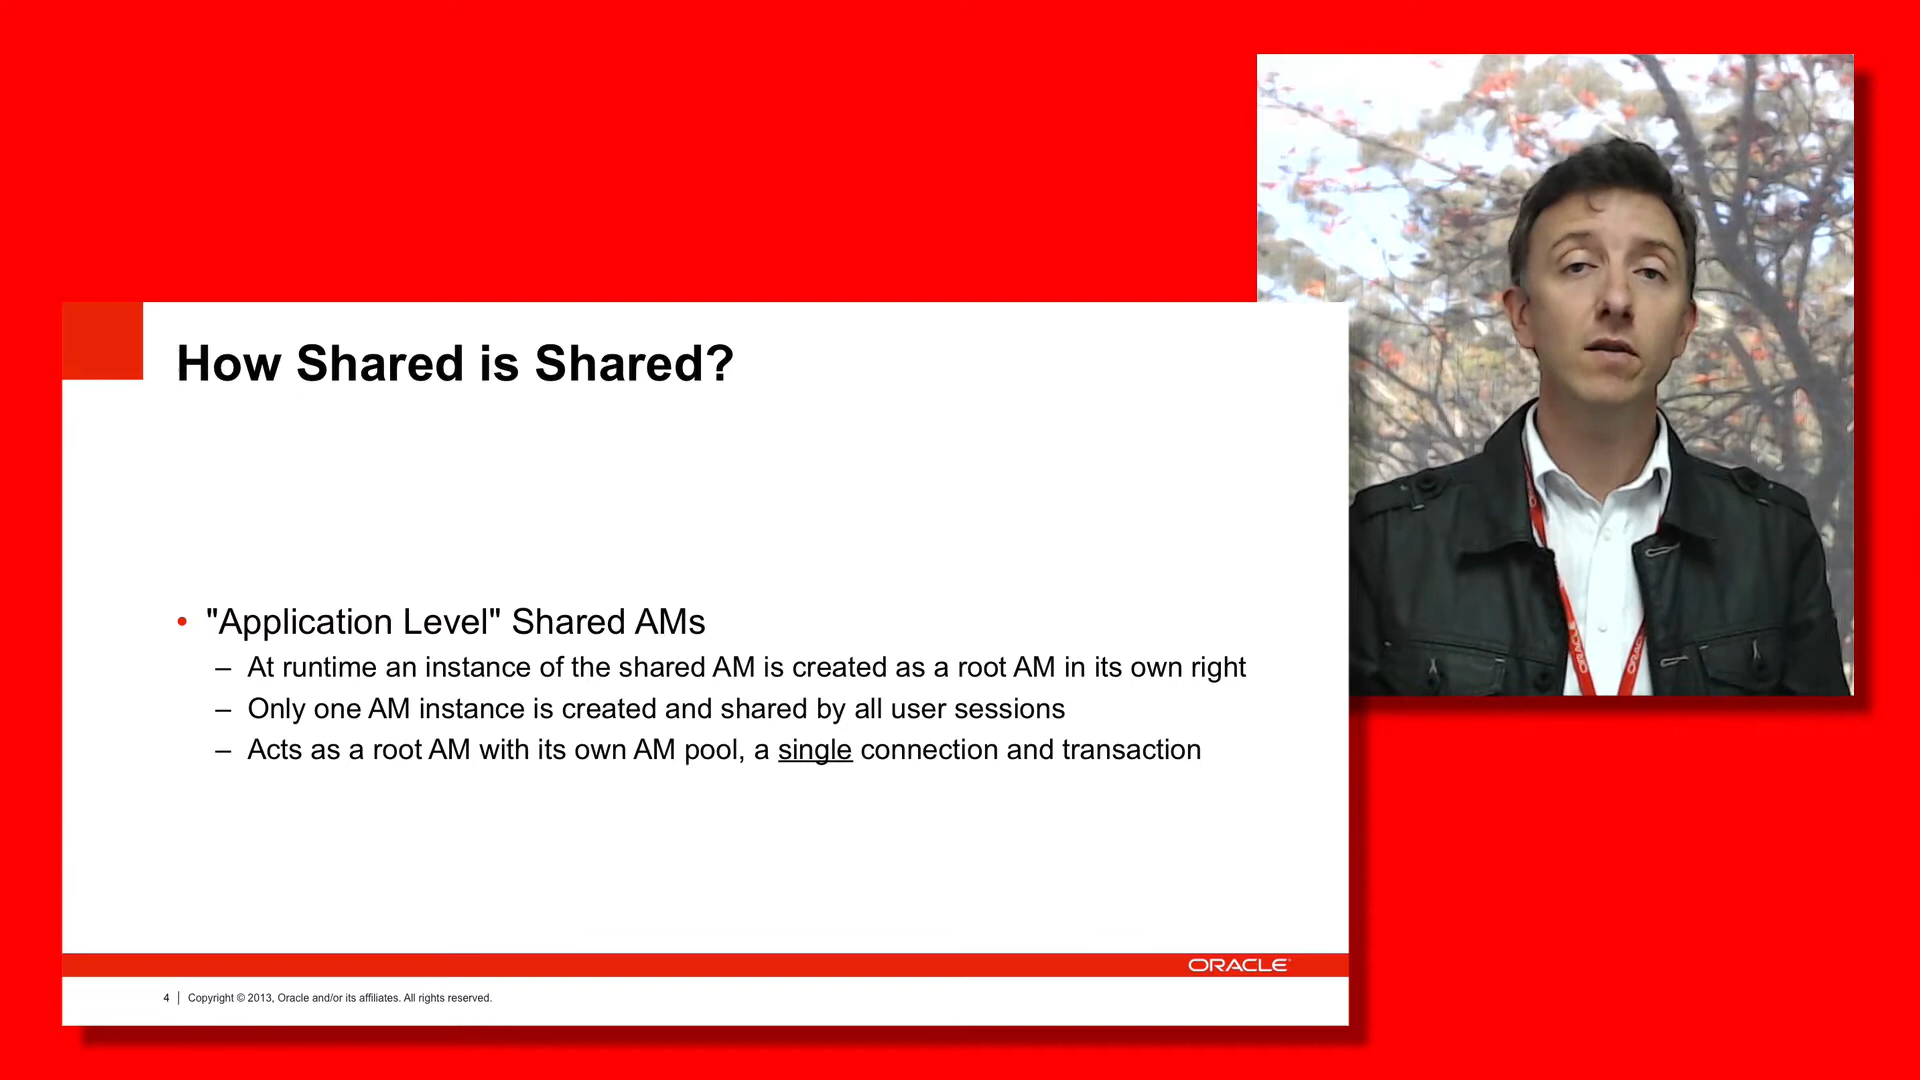 How Shared is Shared?
• "Application Level" Shared AMs
– At runtime an instance of the shared AM is created as a root AM in its own right
– Only one AM instance is created and shared by all user sessions
– Acts as a root AM with its own AM pool, a single connection and transaction
ORACLE
4 | Copyright © 2013, Oracle and/or its affiliates. All rights reserved.
ORACLE
ORACLE